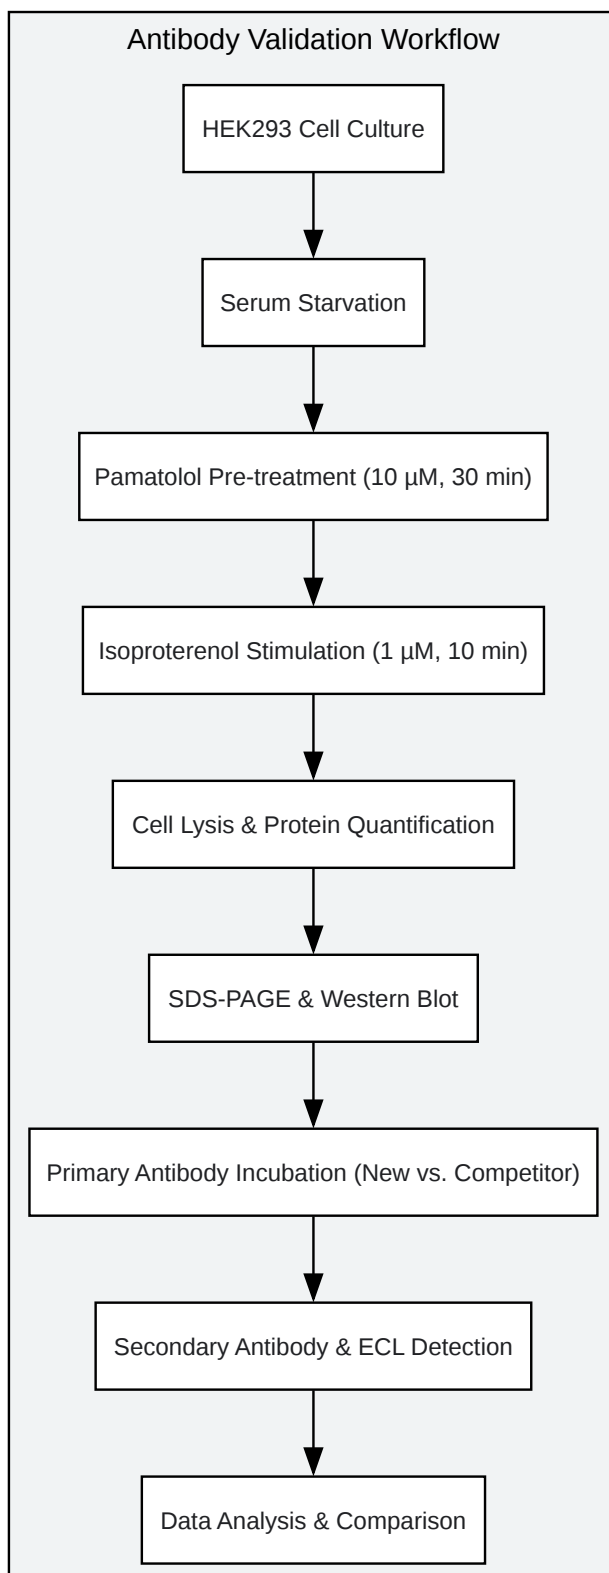 Antibody Validation Workflow
HEK293 Cell Culture
Serum Starvation
Pamatolol Pre-treatment (10 µM, 30 min)
Isoproterenol Stimulation (1 µM, 10 min)
Cell Lysis & Protein Quantification
SDS-PAGE & Western Blot
Primary Antibody Incubation (New vs. Competitor)
Secondary Antibody & ECL Detection
Data Analysis & Comparison